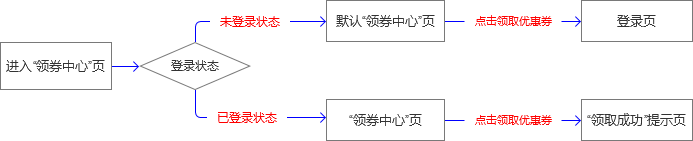 未登录状态
默认“领券中心”页
点击领取优惠券
登录页
进入“领券中心”页
登录状态
已登录状态
“领券中心”页
点击领取优惠券
“领取成功”提示页